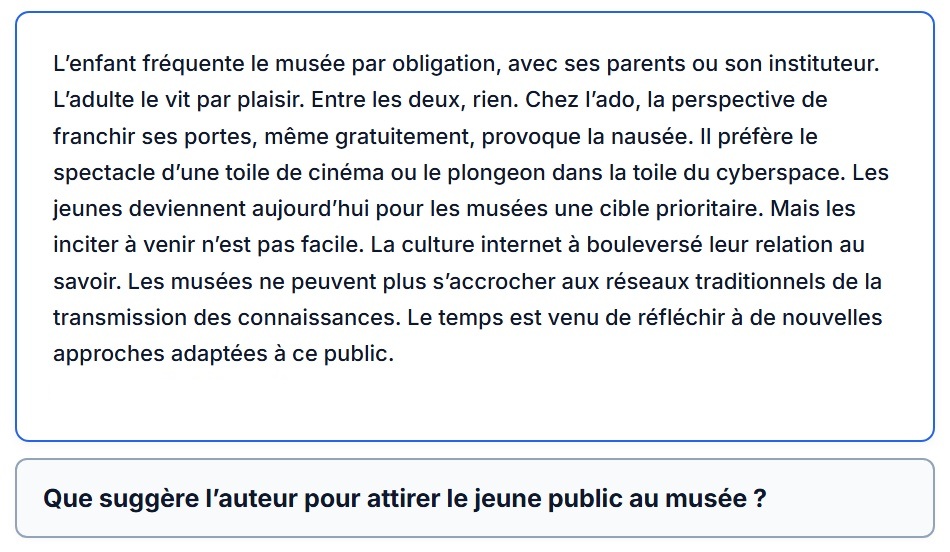 L’enfant fréquente le musée par obligation, avec ses parents ou son instituteur.
L’adulte le vit par plaisir. Entre les deux, rien. Chez l’ado, la perspective de
franchir ses portes, même gratuitement, provoque la nausée. Il préfère le
spectacle d’une toile de cinéma ou le plongeon dans la toile du cyberspace. Les
jeunes deviennent aujourd’hui pour les musées une cible prioritaire. Mais les
inciter à venir n’est pas facile. La culture internet à bouleversé leur relation au
savoir. Les musées ne peuvent plus s’accrocher aux réseaux traditionnels de la
transmission des connaissances. Le temps est venu de réfléchir à de nouvelles
approches adaptées à ce public.
Que suggère l’auteur pour attirer le jeune public au musée ?